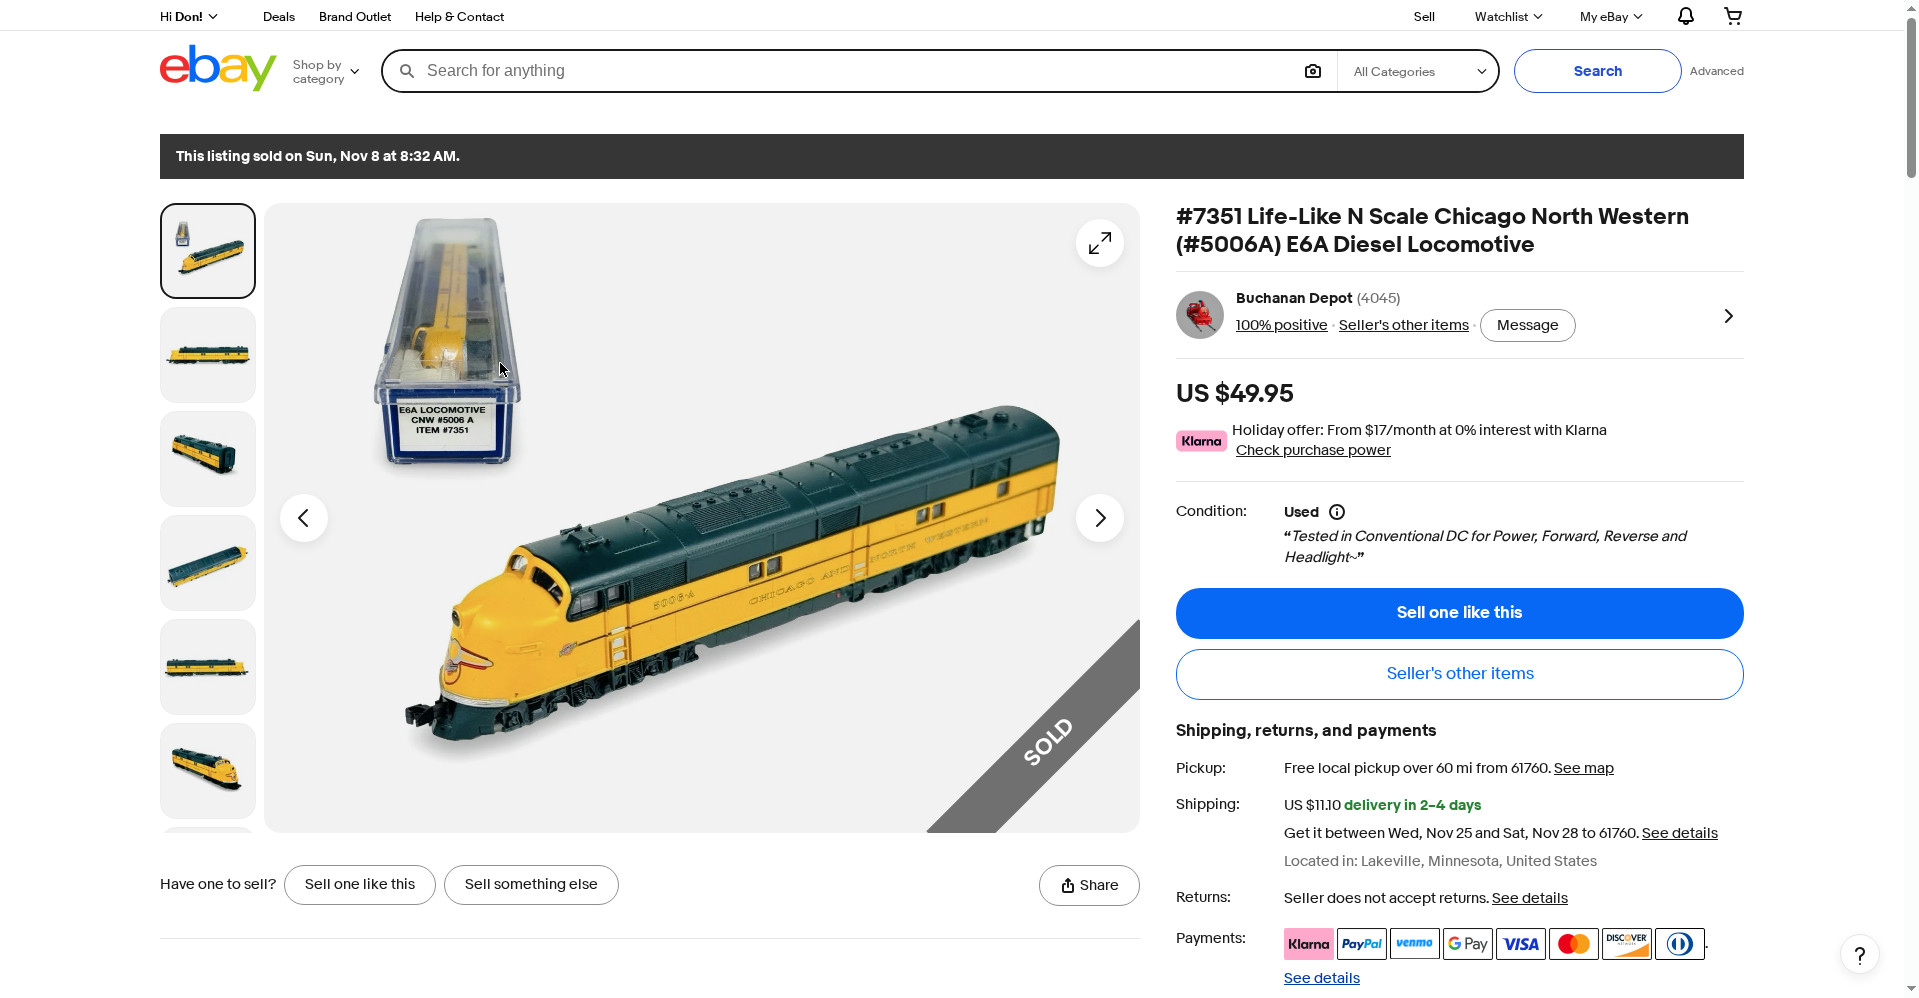 Hi Don!
Deals
Brand Outlet
Help & Contact
Sell
Watchlist
My eBay
ebay
Shop by
category
Search for anything
All Categories
Search
Advanced
This listing sold on Sun, Nov 8 at 8:32 AM.
E6A LOCOMOTIVE
CNW #5006 A
ITEM #7351
5006-A
CHICAGO AND NORTH WESTERN
SOLD
#7351 Life-Like N Scale Chicago North Western
(#5006A) E6A Diesel Locomotive
Buchanan Depot (4045)
100% positive · Seller's other items · Message
US $49.95
Klarna
Holiday offer: From $17/month at 0% interest with Klarna
Check purchase power
Condition:
Used
“Tested in Conventional DC for Power, Forward, Reverse and
Headlight~”
Sell one like this
Seller's other items
Shipping, returns, and payments
Pickup:
Free local pickup over 60 mi from 61760. See map
Shipping:
US $11.10 delivery in 2–4 days
Get it between Wed, Nov 25 and Sat, Nov 28 to 61760. See details
Located in: Lakeville, Minnesota, United States
Returns:
Seller does not accept returns. See details
Payments:
Klarna PayPal venmo G Pay VISA DISCOVER .
See details
Have one to sell?
Sell one like this
Sell something else
Share
?